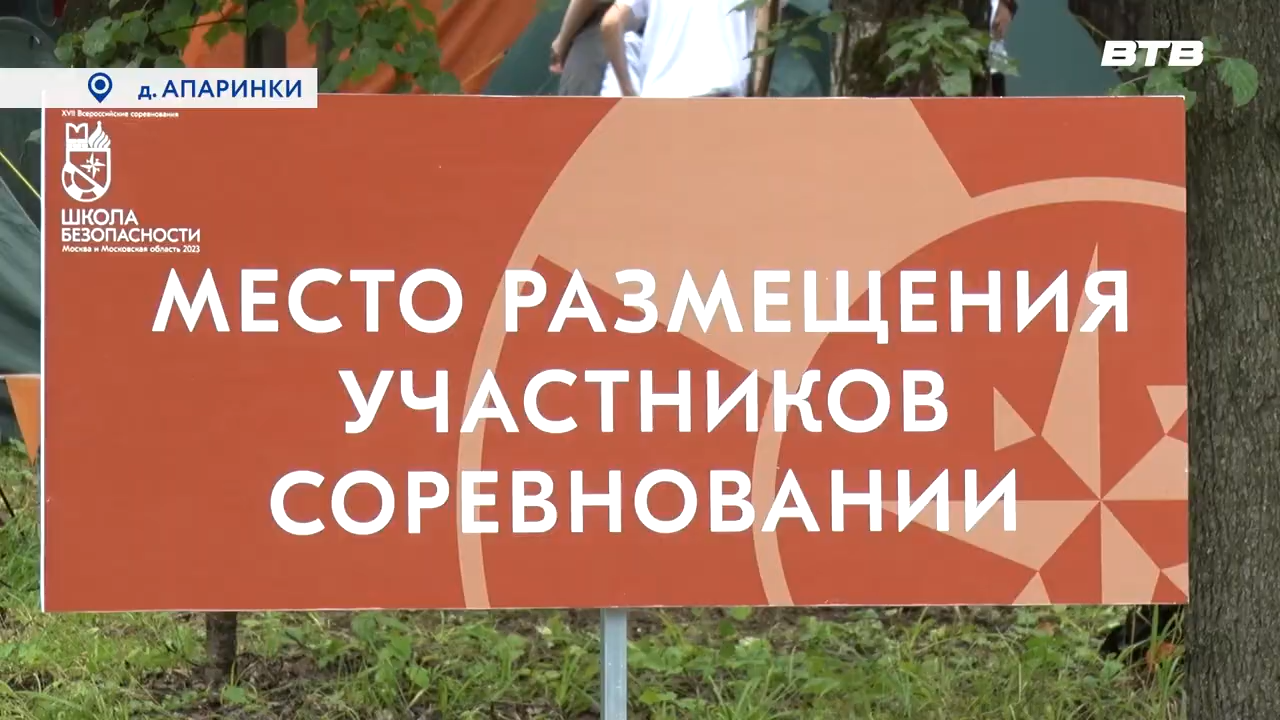 ВТВ
д. АПАРИНКИ
XVII Всероссийские соревнования
ШКОЛА
БЕЗОПАСНОСТИ
Москва и Московская область 2023
МЕСТО РАЗМЕЩЕНИЯ
УЧАСТНИКОВ
СОРЕВНОВАНИИ